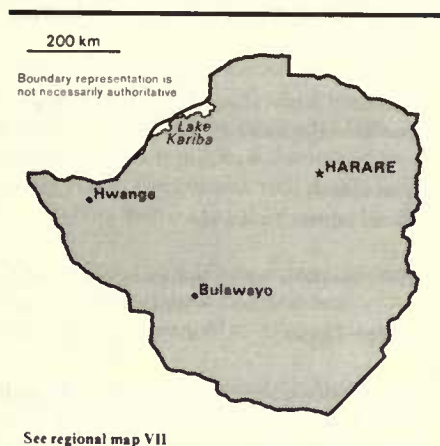 200 km
Boundary representation is
not necessarily authoritative
Lake
Kariba
HARARE
Hwange
Bulawayo
See regional map VII